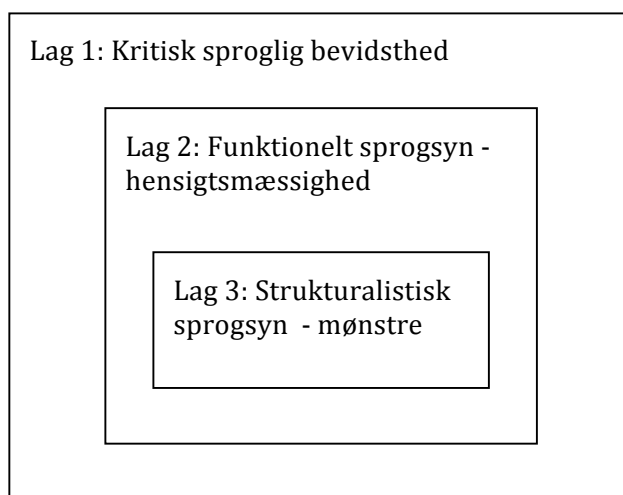 Lag 1: Kritisk sproglig bevidsthed
Lag 2: Funktionelt sprogsyn -
hensigtsmæssighed
Lag 3: Strukturalistisk
sprogsyn  - mønstre